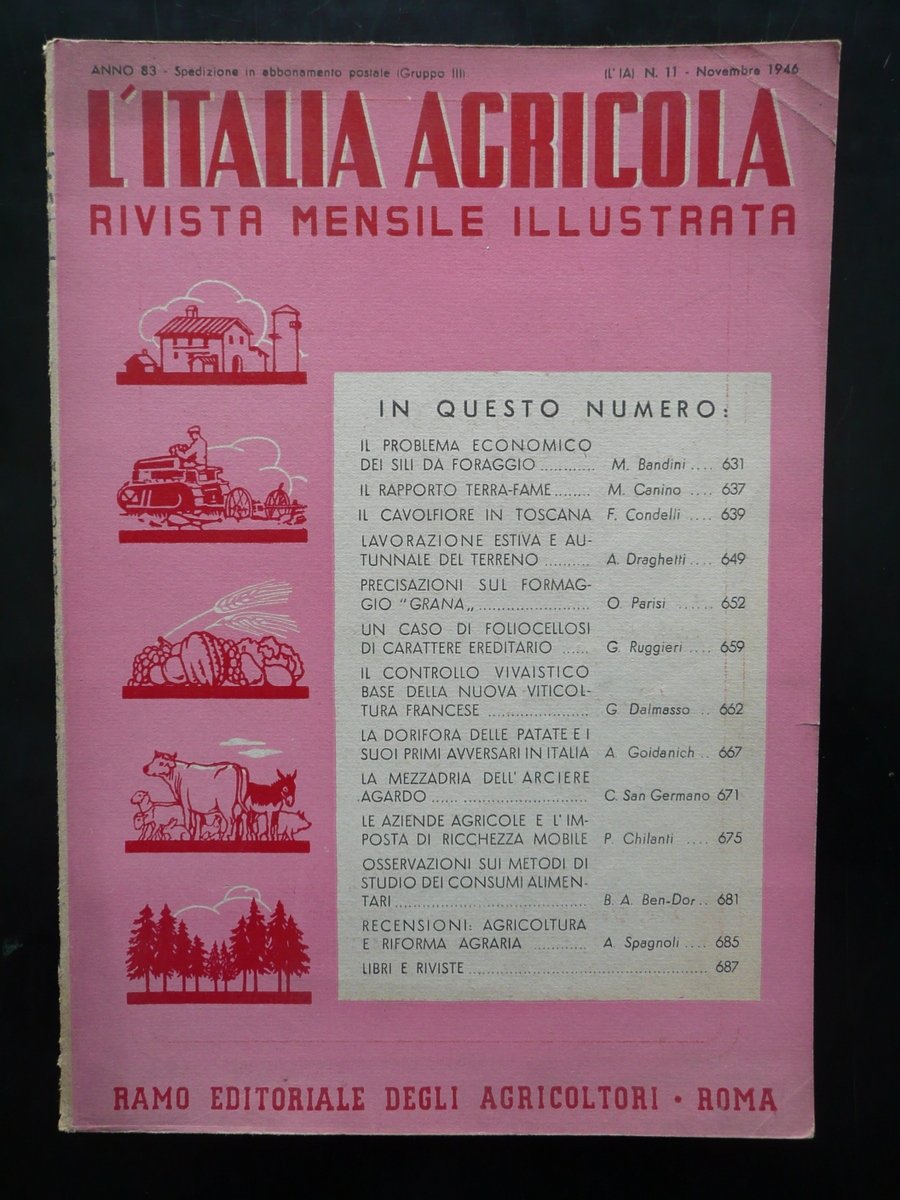 ANNO 83 - Spedizione in abbonamento postale (Gruppo III)
(L'IA) N. 11 - Novembre 1946
L'ITALIA AGRICOLA
RIVISTA MENSILE ILLUSTRATA
IN QUESTO NUMERO:
IL PROBLEMA ECONOMICO
DEI SILI DA FORAGGIO ............ M. Bandini .... 631
IL RAPPORTO TERRA-FAME........ M. Canino .... 637
IL CAVOLFIORE IN TOSCANA F. Condelli .... 639
LAVORAZIONE ESTIVA E AU-
TUNNALE DEL TERRENO .......... A. Draghetti .... 649
PRECISAZIONI SUL FORMAG-
GIO "GRANA„ ........................ O. Parisi ....... 652
UN CASO DI FOLIOCELLOSI
DI CARATTERE EREDITARIO ...... G. Ruggieri .... 659
IL CONTROLLO VIVAISTICO
BASE DELLA NUOVA VITICOL-
TURA FRANCESE ..................... G. Dalmasso .. 662
LA DORIFORA DELLE PATATE E I
SUOI PRIMI AVVERSARI IN ITALIA A. Goidanich .. 667
LA MEZZADRIA DELL'ARCIERE
AGARDO ................................ C. San Germano 671
LE AZIENDE AGRICOLE E L'IM-
POSTA DI RICCHEZZA MOBILE P. Chilanti .... 675
OSSERVAZIONI SUI METODI DI
STUDIO DEI CONSUMI ALIMEN-
TARI ....................................... B. A. Ben-Dor .. 681
RECENSIONI: AGRICOLTURA
E RIFORMA AGRARIA ........... A. Spagnoli .... 685
LIBRI E RIVISTE ................................................ 687
RAMO EDITORIALE DEGLI AGRICOLTORI • ROMA